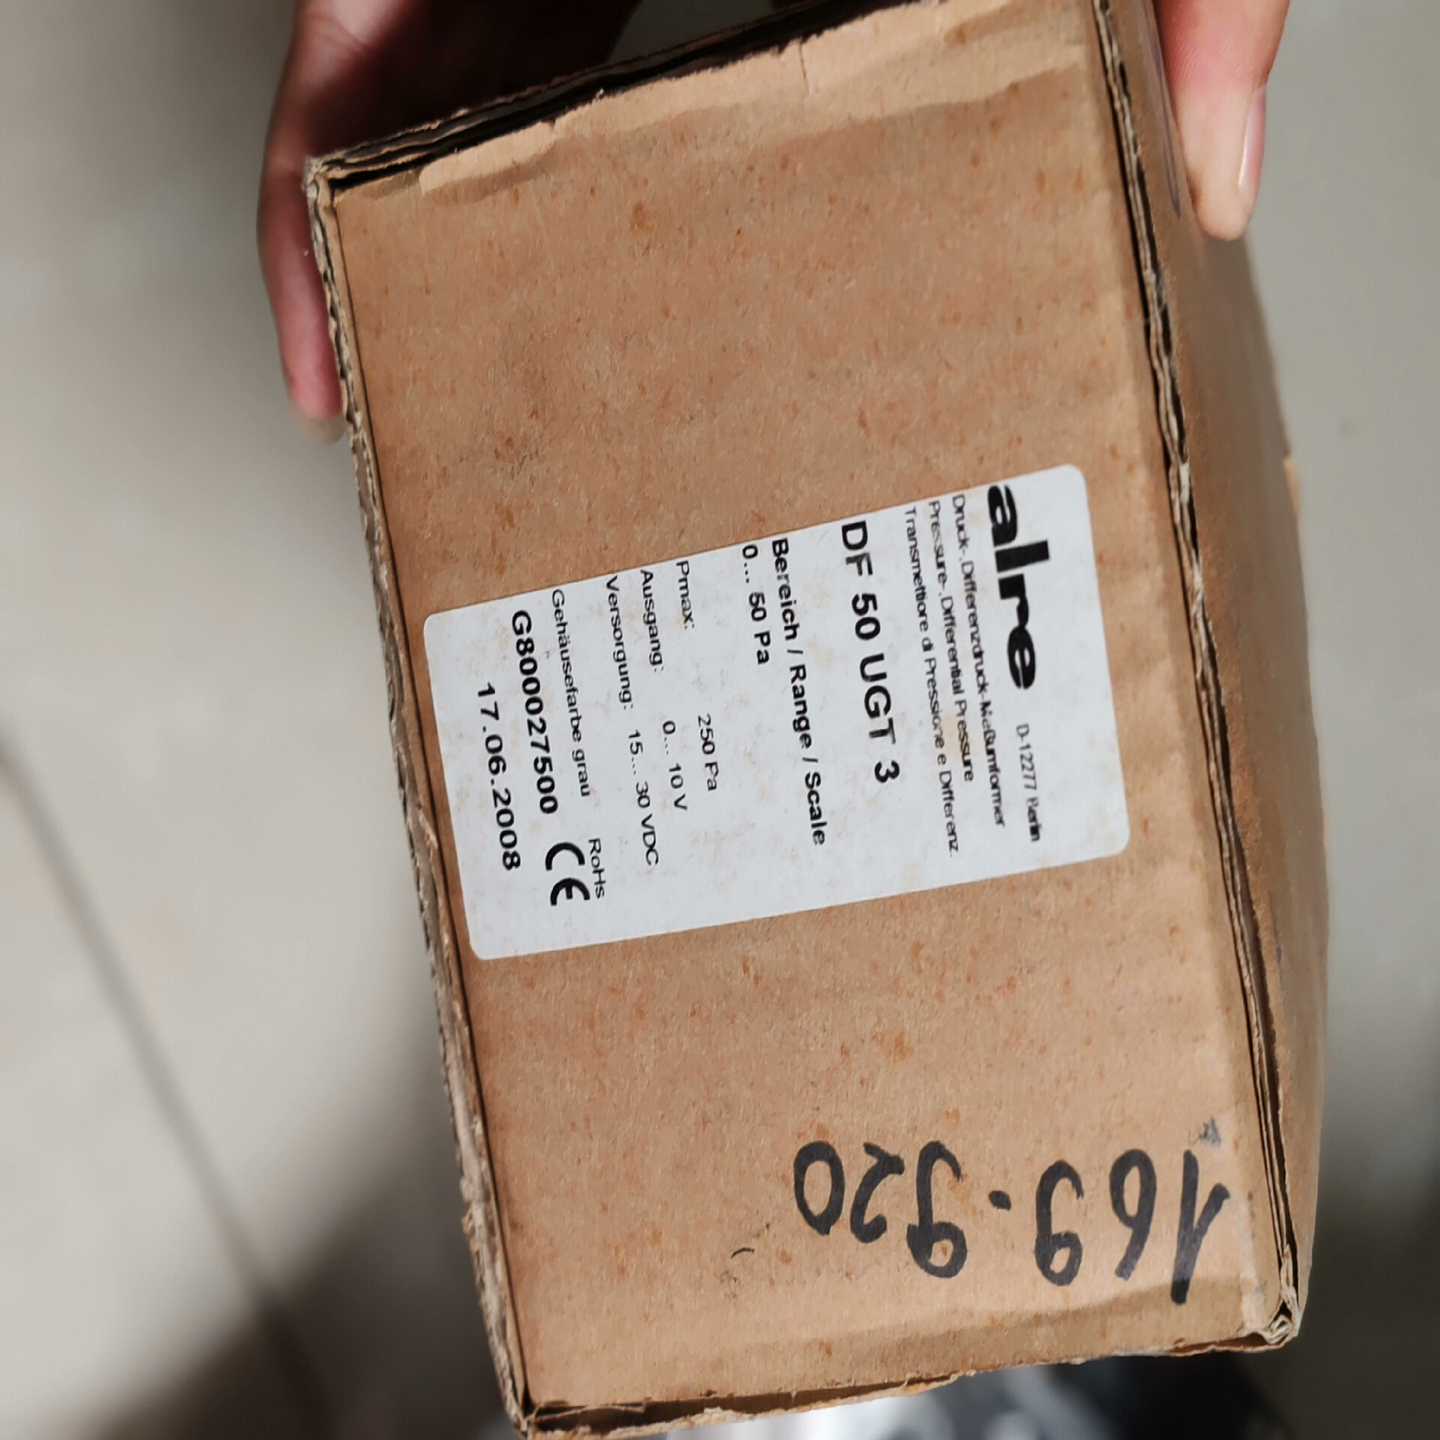 alre D-12277 Berlin
Druck-, Differenzdruck-Meßumformer
Pressure-, Differential Pressure
Transmettiore di Pressione e Differenz.
DF 50 UGT 3
Bereich / Range / Scale
0... 50 Pa
Pmax: 250 Pa
Ausgang: 0... 10 V
Versorgung: 15... 30 VDC
Gehäusefarbe grau RoHs
G800027500 CE
17.06.2008
169.920